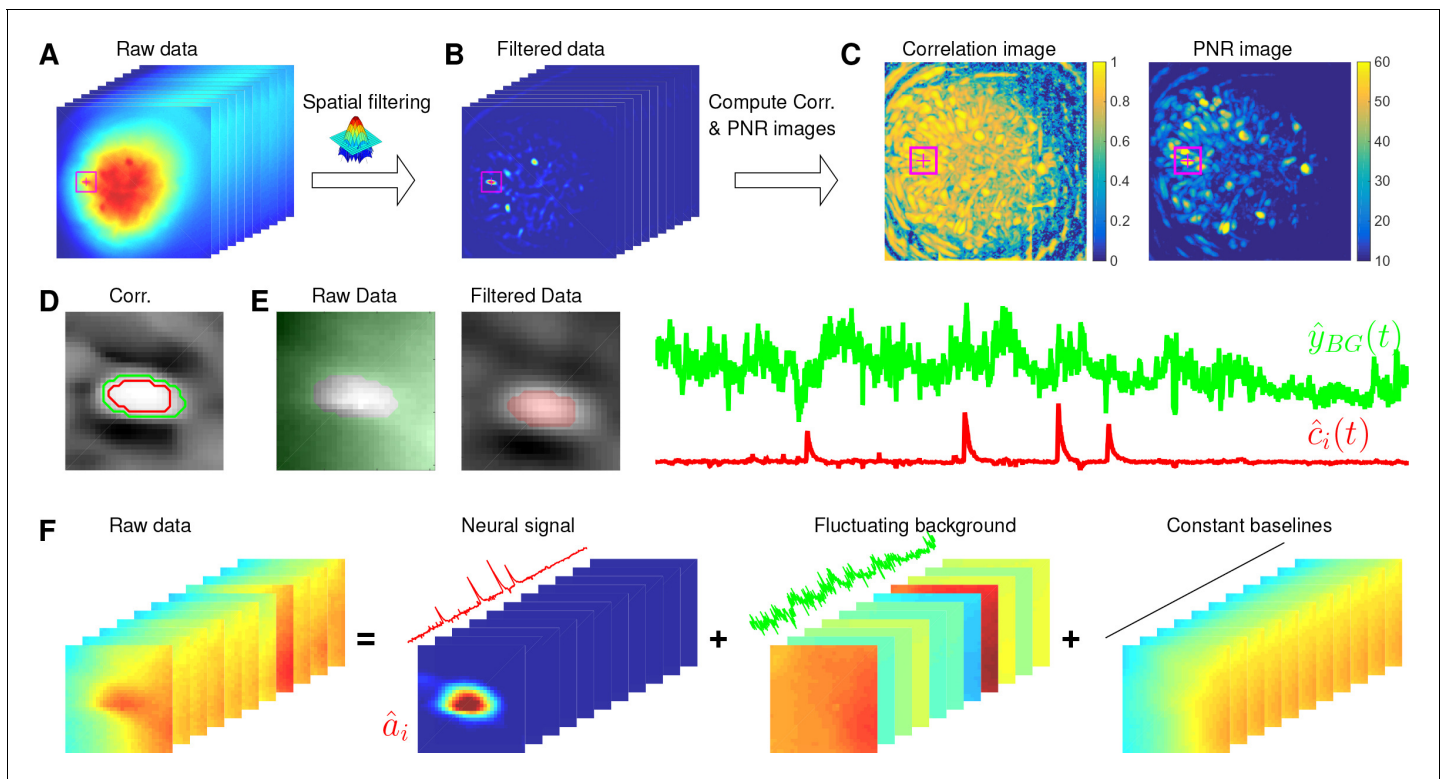 A
Raw data
Spatial filtering
B
Filtered data
Compute Corr.
& PNR images
C
Correlation image
1
0.8
0.6
0.4
0.2
0
PNR image
60
50
40
30
20
10
D
Corr.
E
Raw Data
Filtered Data
ŷ_BG(t)
ĉ_i(t)
F
Raw data
=
Neural signal
â_i
+
Fluctuating background
+
Constant baselines